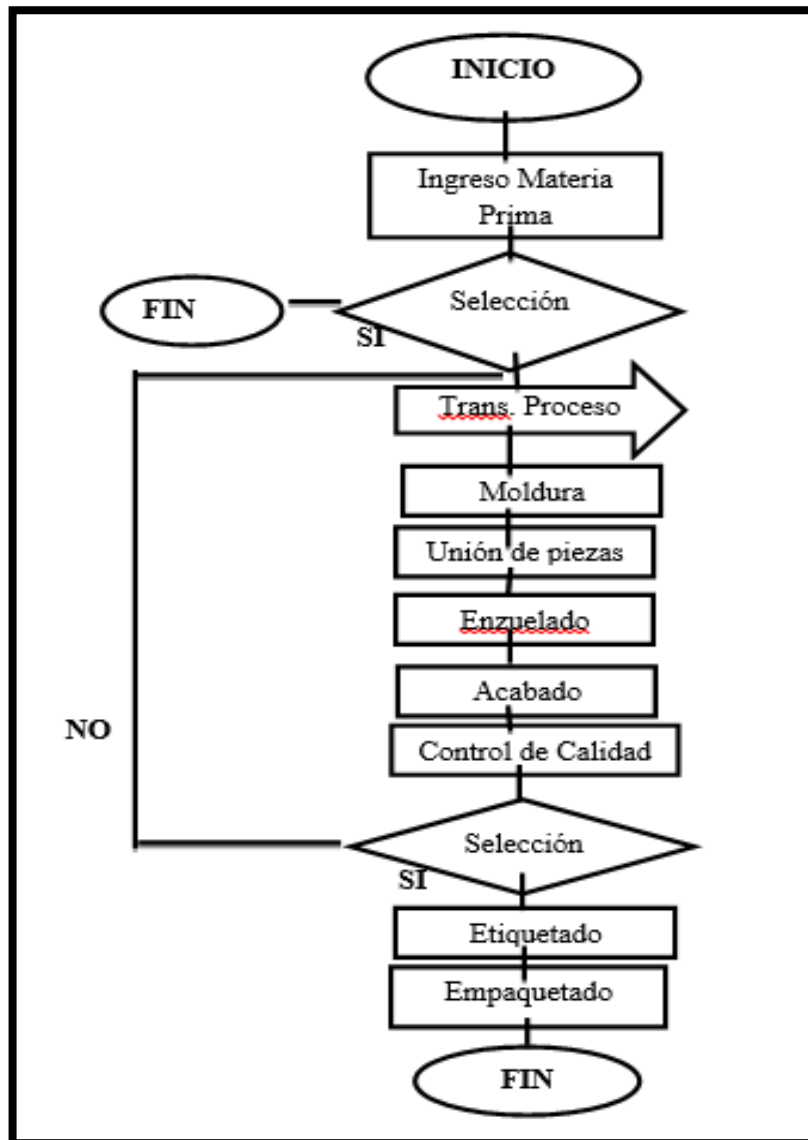 INICIO
Ingreso Materia
Prima
Selección
FIN
SI
Trans. Proceso
Moldura
Unión de piezas
Enzuelado
Acabado
NO
Control de Calidad
Selección
SI
Etiquetado
Empaquetado
FIN